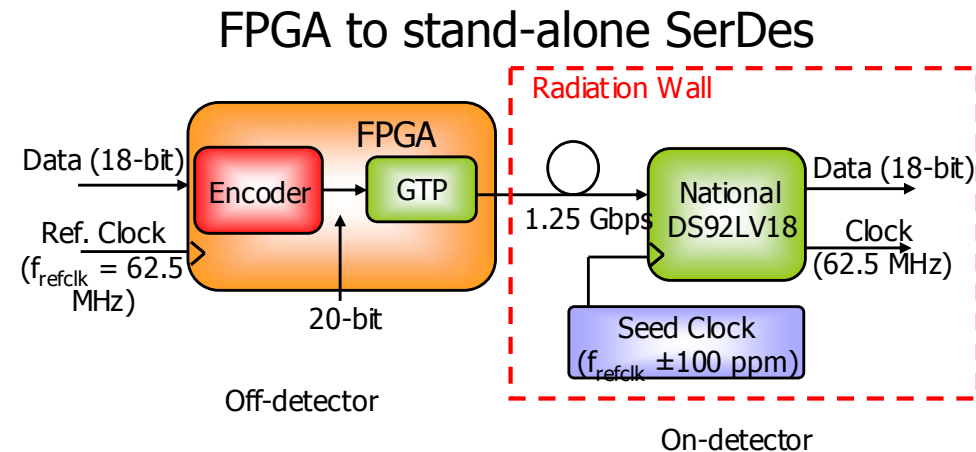 FPGA to stand-alone SerDes
Radiation Wall
FPGA
Data (18-bit)
Encoder
GTP
1.25 Gbps
National
DS92LV18
Data (18-bit)
Ref. Clock
(frefclk = 62.5
MHz)
Clock
(62.5 MHz)
20-bit
Seed Clock
(frefclk ±100 ppm)
Off-detector
On-detector